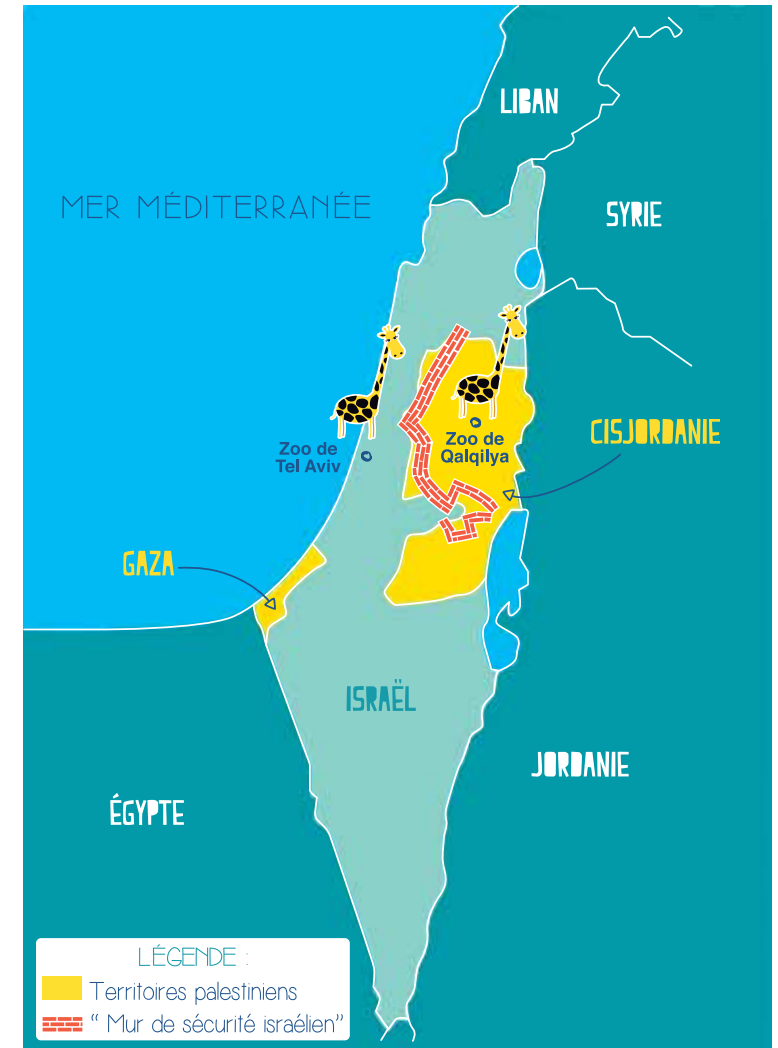 LIBAN
MER MÉDITERRANÉE
SYRIE
CISJORDANIE
Zoo de
Tel Aviv
Zoo de
Qalqilya
GAZA
ISRAËL
JORDANIE
ÉGYPTE
LÉGENDE :
Territoires palestiniens
“ Mur de sécurité israélien”